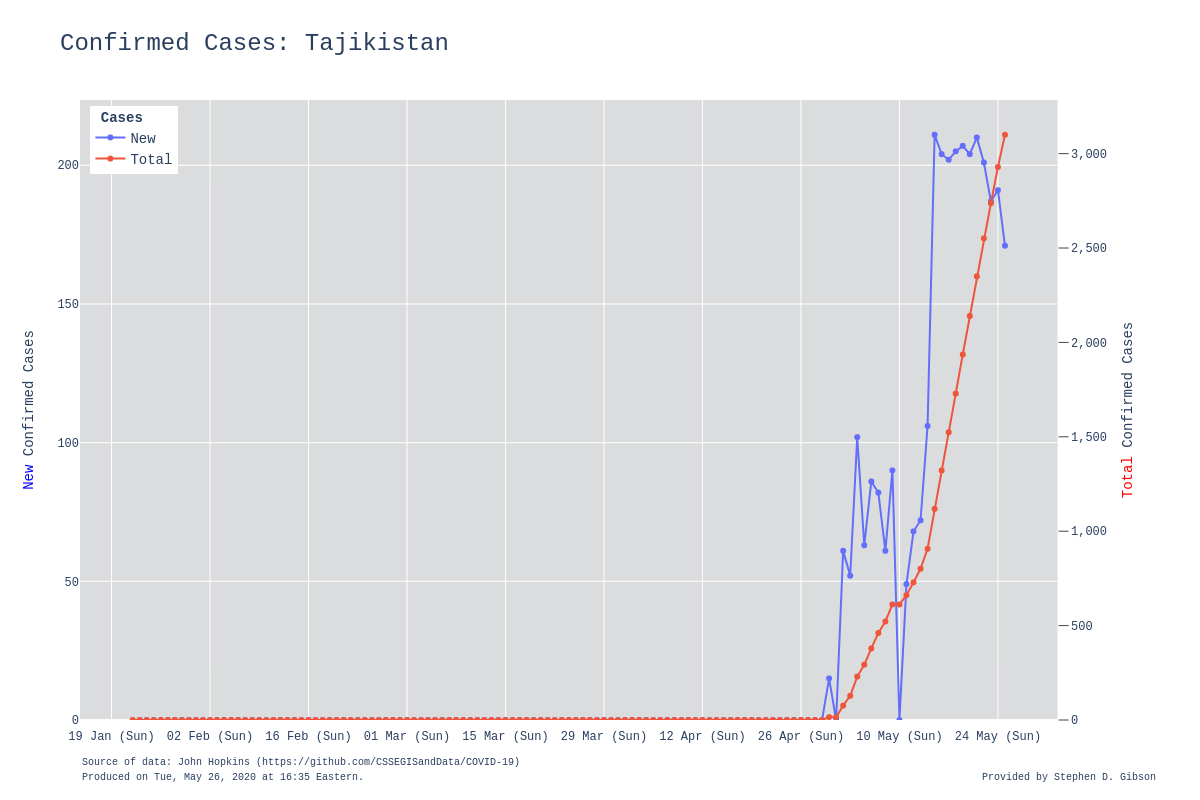 Confirmed Cases: Tajikistan
Cases
New
Total
200
150
100
50
0
3,000
2,500
2,000
1,500
1,000
500
0
New Confirmed Cases
Total Confirmed Cases
19 Jan (Sun) 02 Feb (Sun) 16 Feb (Sun) 01 Mar (Sun) 15 Mar (Sun) 29 Mar (Sun) 12 Apr (Sun) 26 Apr (Sun) 10 May (Sun) 24 May (Sun)
Source of data: John Hopkins (https://github.com/CSSEGISandData/COVID-19)
Produced on Tue, May 26, 2020 at 16:35 Eastern.
Provided by Stephen D. Gibson